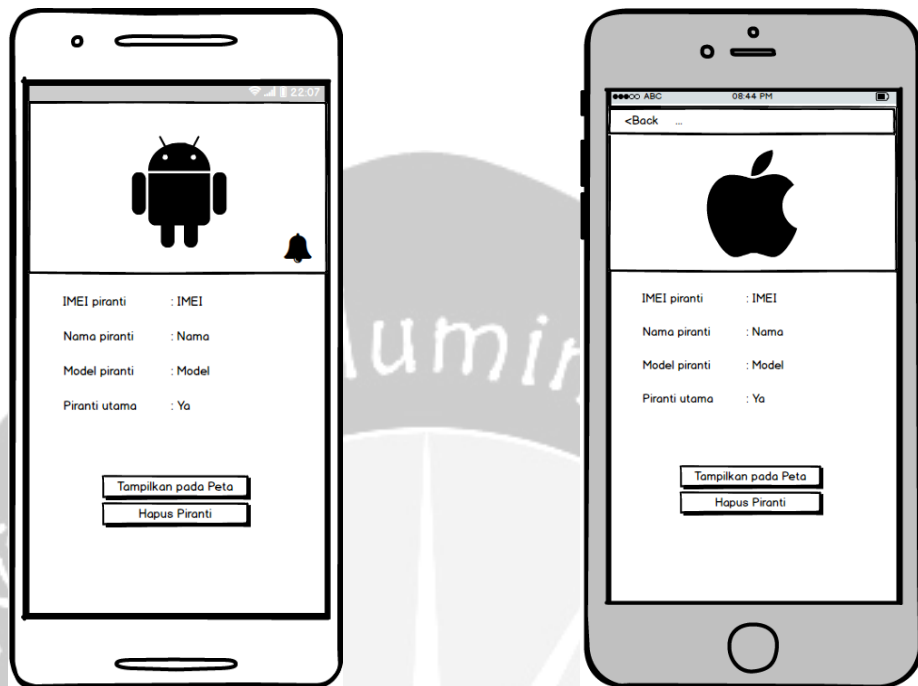 22:07
IMEI piranti : IMEI
Nama piranti : Nama
Model piranti : Model
Piranti utama : Ya
Tampilkan pada Peta
Hapus Piranti
ABC 08:44 PM
<Back ...
IMEI piranti : IMEI
Nama piranti : Nama
Model piranti : Model
Piranti utama : Ya
Tampilkan pada Peta
Hapus Piranti
lumin